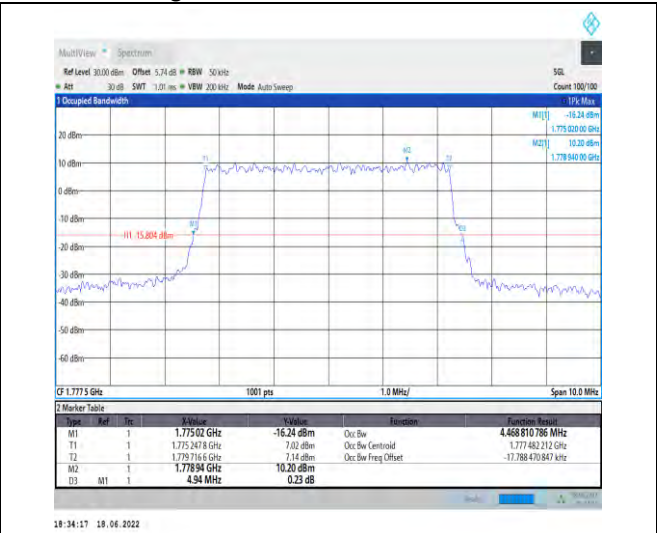 MultiView Spectrum
Ref Level 30.00 dBm Offset 5.74 dB RBW 50 kHz SGL
Att 30 dB SWT 1.01 ms VBW 200 kHz Mode Auto Sweep Count 100/100
1 Occupied Bandwidth 1Pk Max
M1[1] -16.24 dBm
1.775 020 00 GHz
20 dBm
M2[1] 10.20 dBm
1.778 940 00 GHz
M2
T1 T2
10 dBm
0 dBm
-10 dBm
M1 D3
H1 -15.804 dBm
-20 dBm
-30 dBm
-40 dBm
-50 dBm
-60 dBm
CF 1.777 5 GHz 1001 pts 1.0 MHz/ Span 10.0 MHz
2 Marker Table
Type Ref Trc X-Value Y-Value Function Function Result
M1 1 1.775 02 GHz -16.24 dBm Occ Bw 4.468 810 786 MHz
T1 1 1.775 247 8 GHz 7.02 dBm Occ Bw Centroid 1.777 482 212 GHz
T2 1 1.779 716 6 GHz 7.14 dBm Occ Bw Freq Offset -17.788 470 847 kHz
M2 1 1.778 94 GHz 10.20 dBm
D3 M1 1 4.94 MHz 0.23 dB
18:34:17 18.06.2022